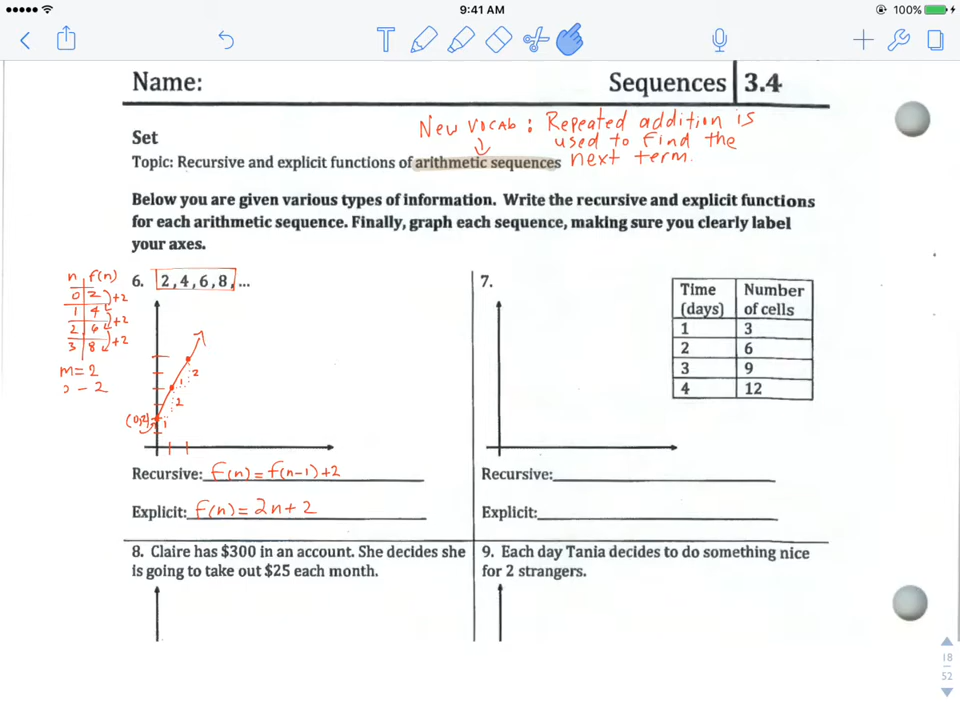 9:41 AM
100%
T
Name:
Sequences 3.4
New Vocab : Repeated addition is
used to find the
next term.
Set
Topic: Recursive and explicit functions of arithmetic sequences
Below you are given various types of information. Write the recursive and explicit functions
for each arithmetic sequence. Finally, graph each sequence, making sure you clearly label
your axes.
n f(n)
0 2 +2
1 4
2 6 +2
3 8 +2
m = 2
- 2
6. 2, 4, 6, 8, ...
1
2
1
2
Recursive: f(n) = f(n-1) +2
Explicit: f(n) = 2n + 2
7.
Time (days) Number of cells
1 3
2 6
3 9
4 12
Recursive:
Explicit:
8. Claire has $300 in an account. She decides she
is going to take out $25 each month.
9. Each day Tania decides to do something nice
for 2 strangers.
18
52